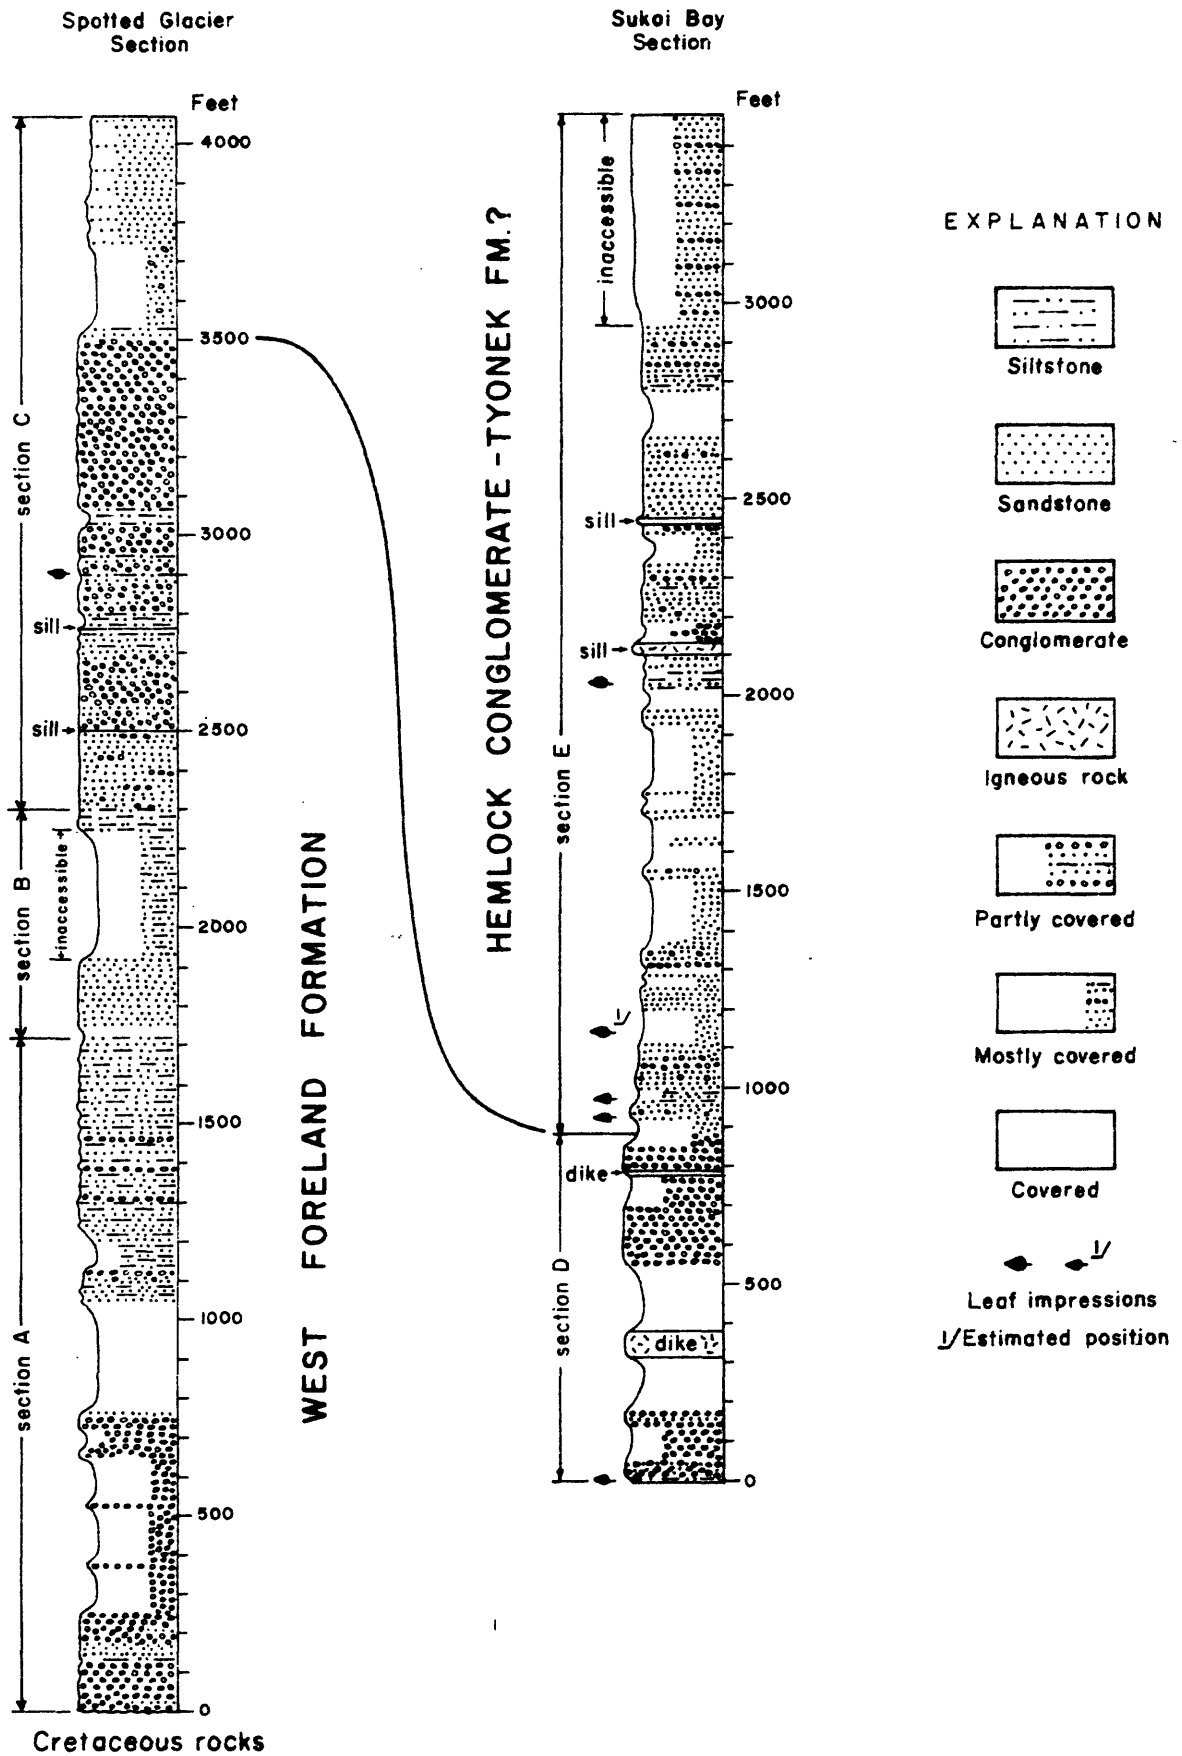 Spotted Glacier
Section
Feet
4000
3500
3000
2500
2000
1500
1000
500
0
section C
section B
section A
inaccessible
sill
sill
Cretaceous rocks
WEST FORELAND FORMATION
HEMLOCK CONGLOMERATE-TYONEK FM.?
Sukoi Bay
Section
Feet
3000
2500
2000
1500
1000
500
0
inaccessible
section E
section D
sill
sill
1/
dike
dike
EXPLANATION
Siltstone
Sandstone
Conglomerate
Igneous rock
Partly covered
Mostly covered
Covered
1/
Leaf impressions
1/Estimated position